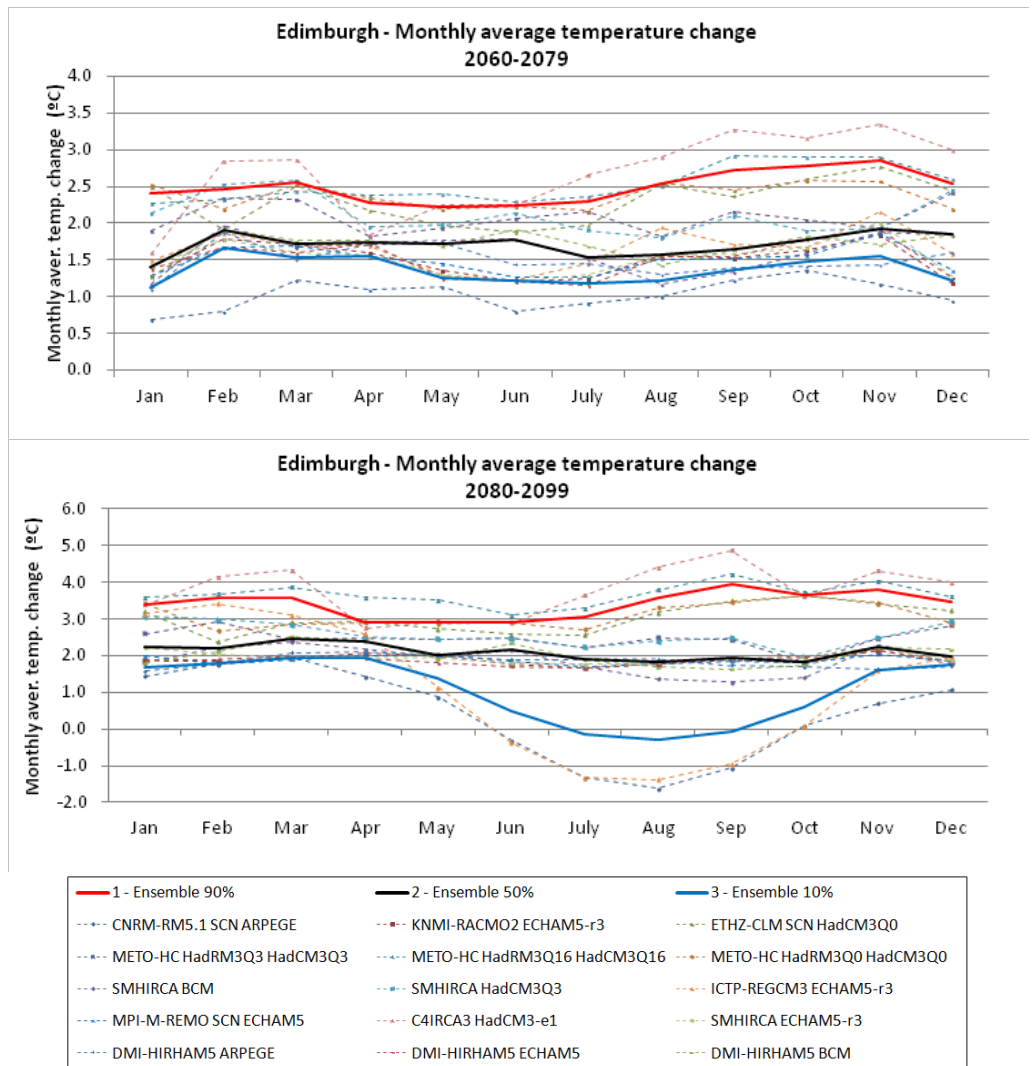 Edimburgh - Monthly average temperature change
2060-2079
Monthly aver. temp. change (ºC)
4.0
3.5
3.0
2.5
2.0
1.5
1.0
0.5
0.0
Jan Feb Mar Apr May Jun July Aug Sep Oct Nov Dec
Edimburgh - Monthly average temperature change
2080-2099
Monthly aver. temp. change (ºC)
6.0
5.0
4.0
3.0
2.0
1.0
0.0
-1.0
-2.0
Jan Feb Mar Apr May Jun July Aug Sep Oct Nov Dec
1 - Ensemble 90% 2 - Ensemble 50% 3 - Ensemble 10%
CNRM-RM5.1 SCN ARPEGE KNMI-RACMO2 ECHAM5-r3 ETHZ-CLM SCN HadCM3Q0
METO-HC HadRM3Q3 HadCM3Q3 METO-HC HadRM3Q16 HadCM3Q16 METO-HC HadRM3Q0 HadCM3Q0
SMHIRCA BCM SMHIRCA HadCM3Q3 ICTP-REGCM3 ECHAM5-r3
MPI-M-REMO SCN ECHAM5 C4IRCA3 HadCM3-e1 SMHIRCA ECHAM5-r3
DMI-HIRHAM5 ARPEGE DMI-HIRHAM5 ECHAM5 DMI-HIRHAM5 BCM